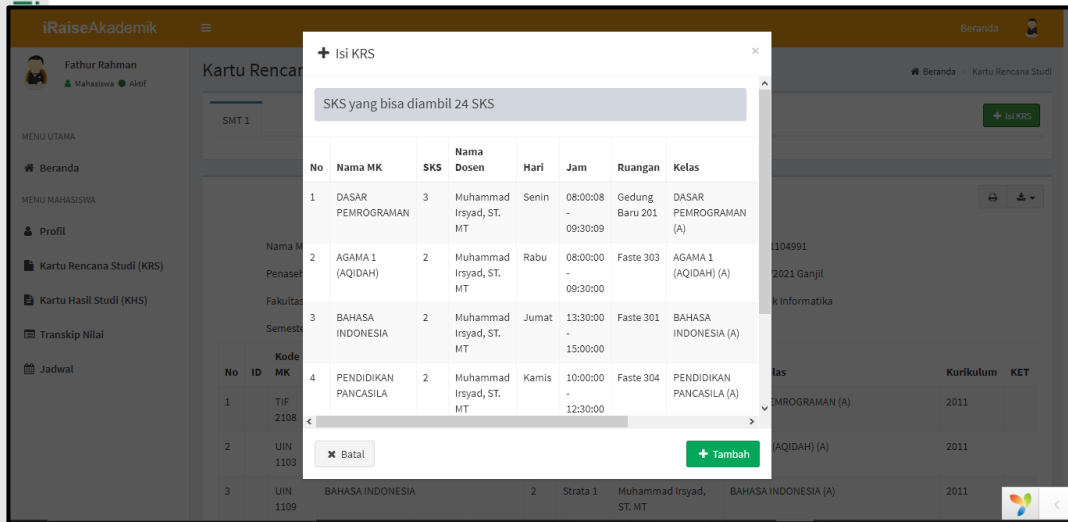 iRaiseAkademik
Beranda
Fathur Rahman
Mahasiswa Aktif
MENU UTAMA
Beranda
MENU MAHASISWA
Profil
Kartu Rencana Studi (KRS)
Kartu Hasil Studi (KHS)
Transkip Nilai
Jadwal
Kartu Rencan
Beranda > Kartu Rencana Studi
SMT 1
+ Isi KRS
+ Isi KRS ×
SKS yang bisa diambil 24 SKS
No Nama MK SKS Nama Dosen Hari Jam Ruangan Kelas
1 DASAR PEMROGRAMAN 3 Muhammad Irsyad, ST. MT Senin 08:00:08 - 09:30:09 Gedung Baru 201 DASAR PEMROGRAMAN (A)
2 AGAMA 1 (AQIDAH) 2 Muhammad Irsyad, ST. MT Rabu 08:00:00 - 09:30:00 Faste 303 AGAMA 1 (AQIDAH) (A)
3 BAHASA INDONESIA 2 Muhammad Irsyad, ST. MT Jumat 13:30:00 - 15:00:00 Faste 301 BAHASA INDONESIA (A)
4 PENDIDIKAN PANCASILA 2 Muhammad Irsyad, ST. MT Kamis 10:00:00 - 12:30:00 Faste 304 PENDIDIKAN PANCASILA (A)
Batal
+ Tambah
Nama M
1104991
Penaseh
/2021 Ganjil
Fakultas
k Informatika
Semeste
No ID Kode MK
las Kurikulum KET
1 TIF 2108
EMROGRAMAN (A) 2011
2 UIN 1103
(AQIDAH) (A) 2011
3 UIN 1109 BAHASA INDONESIA 2 Strata 1 Muhammad Irsyad, ST. MT BAHASA INDONESIA (A) 2011